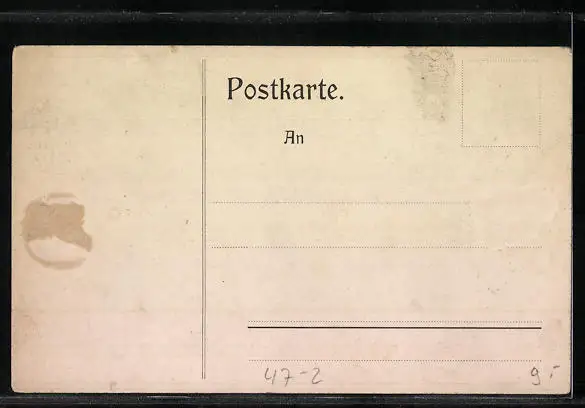 Postkarte.
An
47-2
9.-